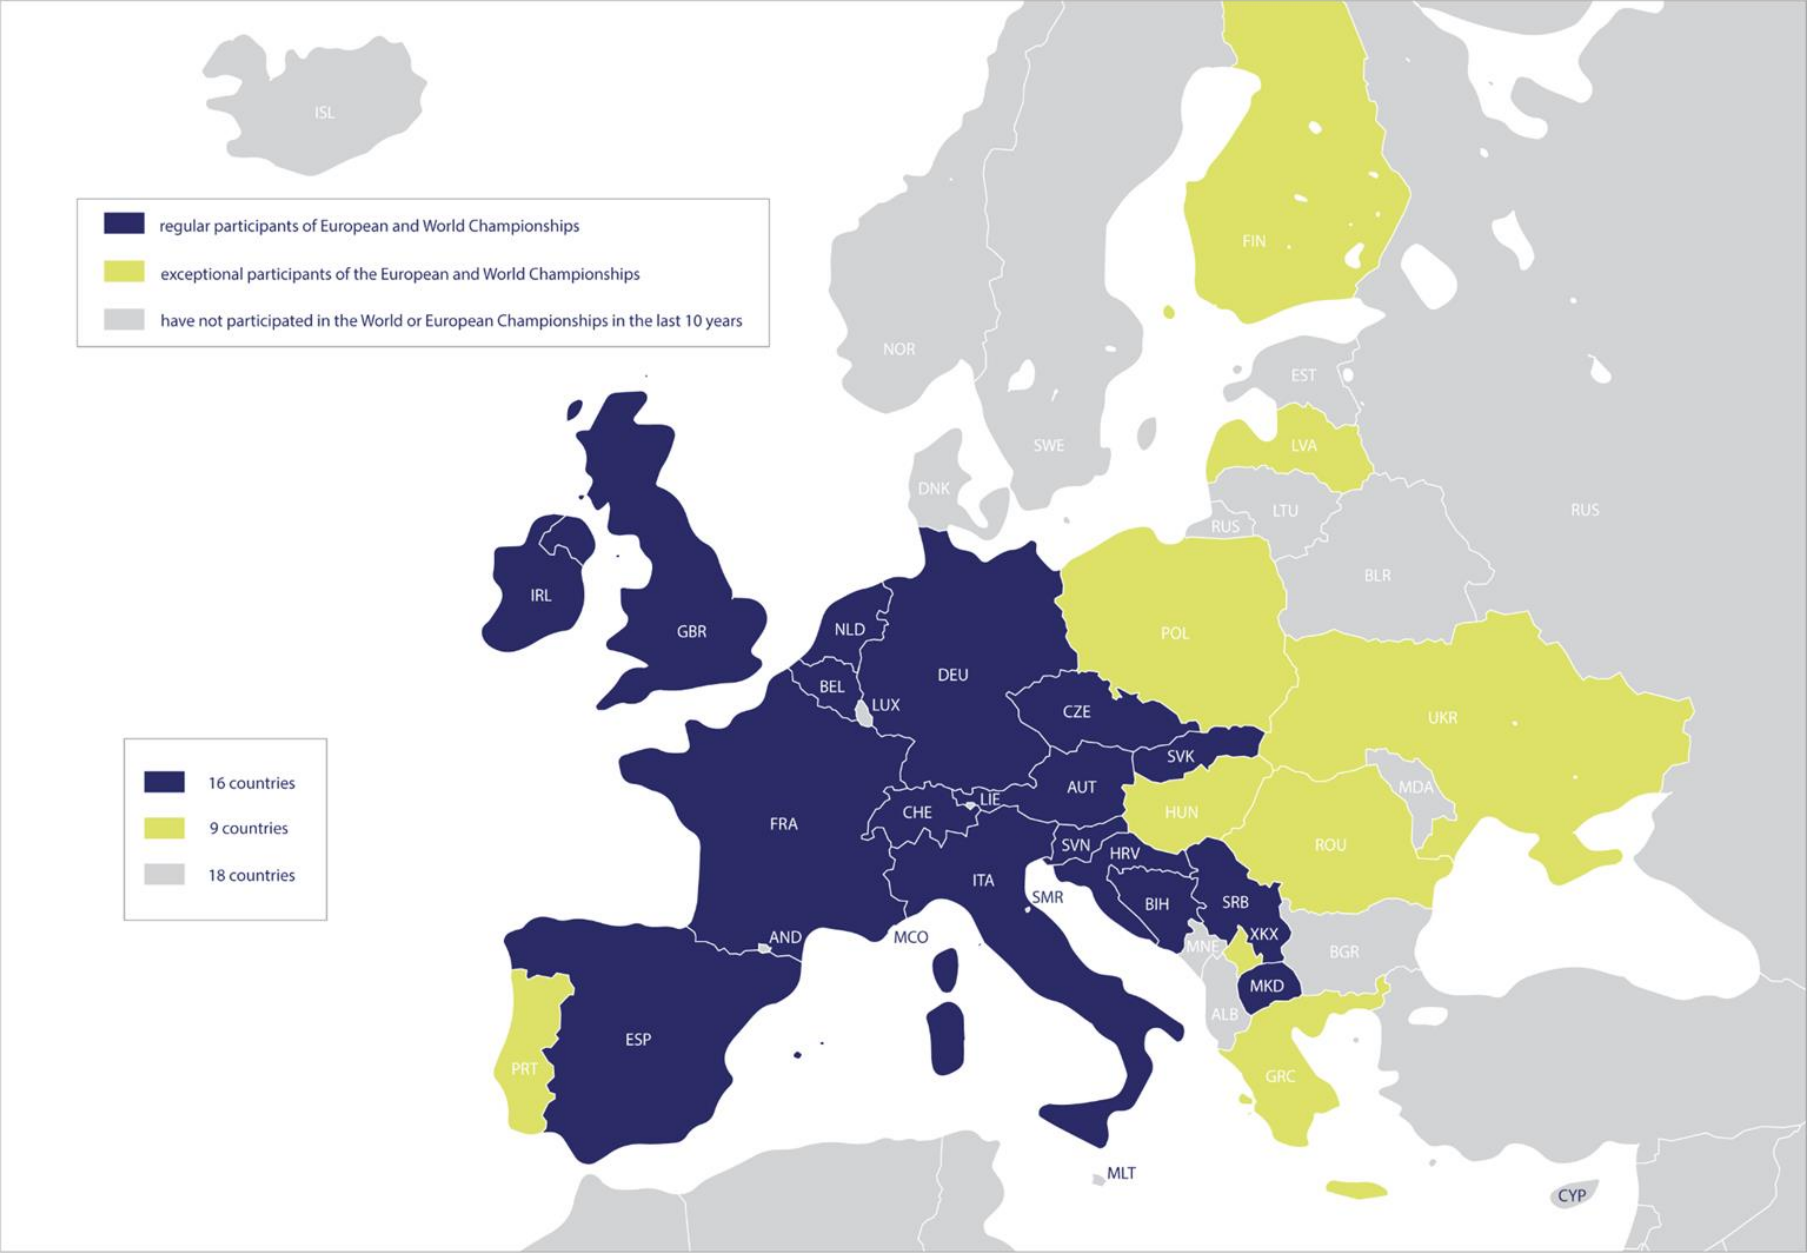 ISL
regular participants of European and World Championships
exceptional participants of the European and World Championships
have not participated in the World or European Championships in the last 10 years
FIN
NOR
EST
SWE
LVA
DNK
LTU
RUS
RUS
BLR
IRL
GBR
NLD
POL
DEU
BEL
LUX
CZE
UKR
SVK
16 countries
9 countries
18 countries
AUT
MDA
LIE
CHE
HUN
FRA
SVN
HRV
ROU
ITA
SMR
BIH
SRB
XKX
AND
MCO
MNE
BGR
MKD
ALB
ESP
PRT
GRC
MLT
CYP